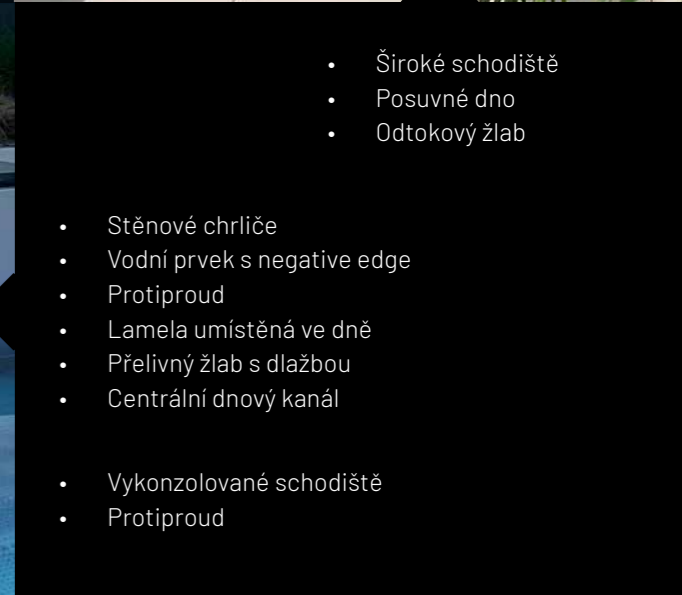 • Široké schodiště
• Posuvné dno
• Odtokový žlab
• Stěnové chrliče
• Vodní prvek s negative edge
• Protiproud
• Lamela umístěná ve dně
• Přelivný žlab s dlažbou
• Centrální dnový kanál
• Vykonzolované schodiště
• Protiproud